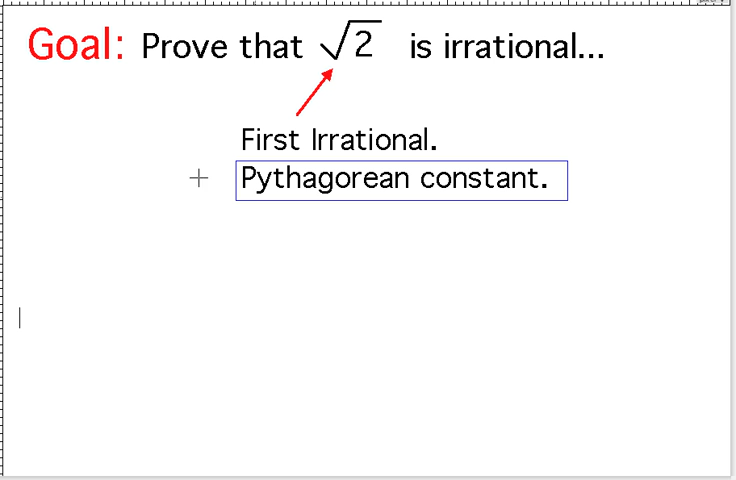 Goal: Prove that √2 is irrational...
First Irrational.
Pythagorean constant.